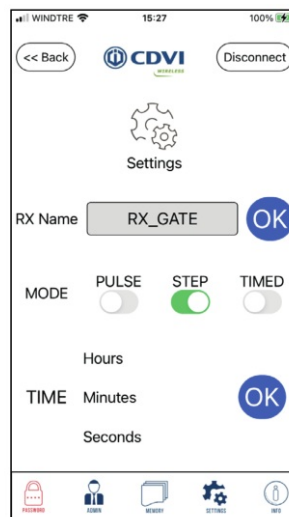 WINDTRE 15:27 100%
<< Back CDVI Disconnect
WIRELESS
Settings
RX Name RX_GATE OK
PULSE STEP TIMED
MODE
Hours
TIME Minutes OK
Seconds
PASSWORD ADMIN MEMORY SETTINGS INFO